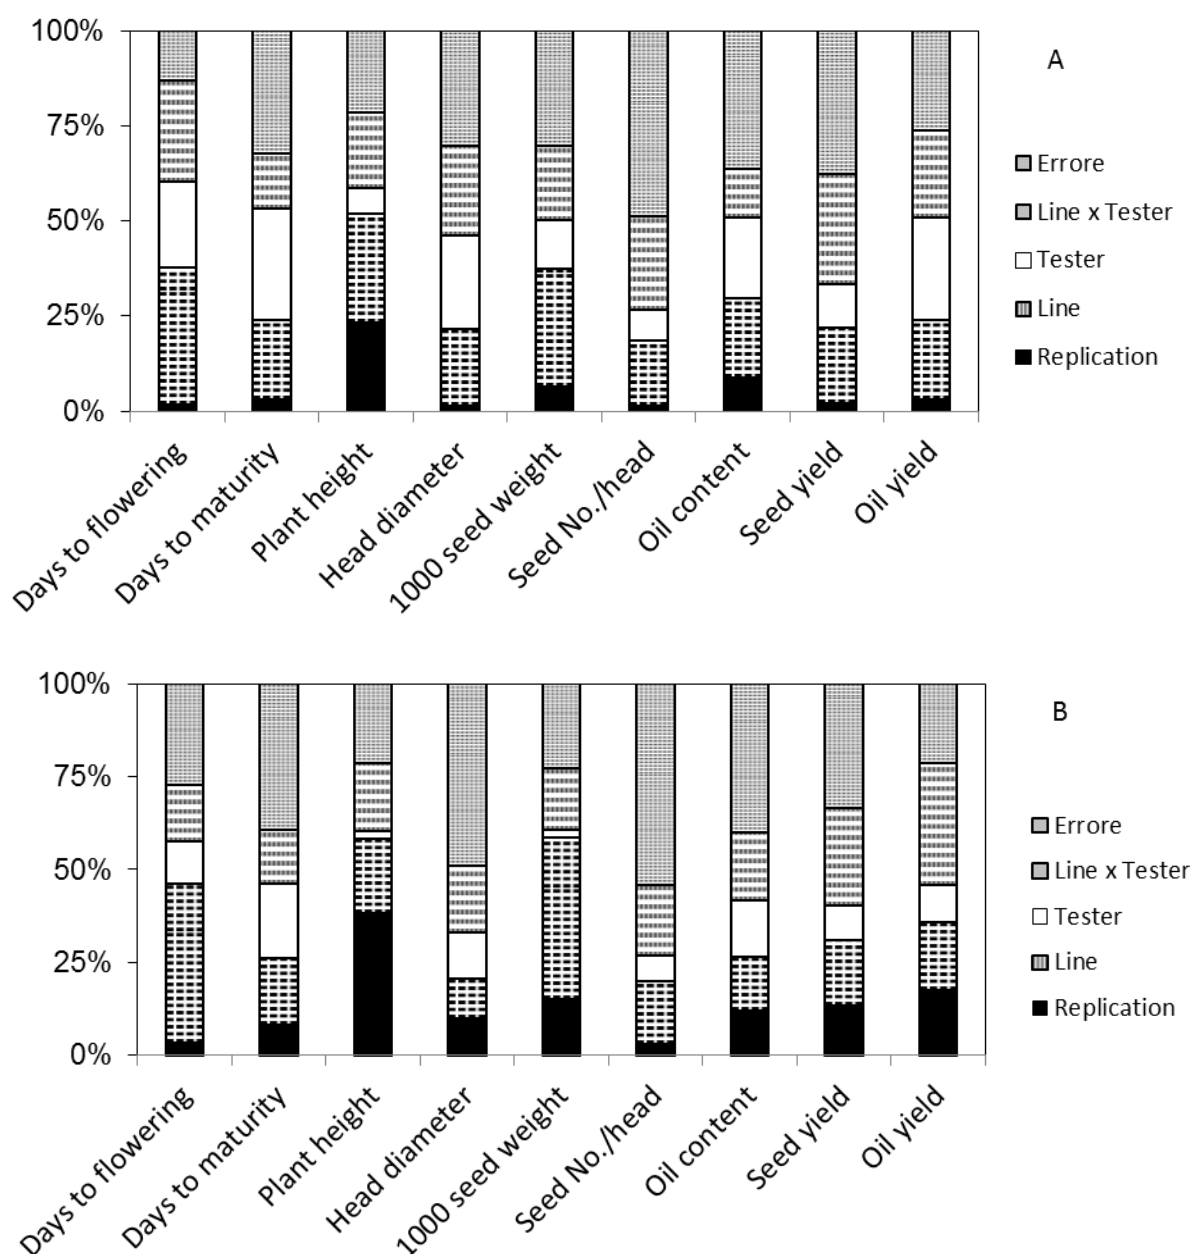 100%
75%
50%
25%
0%
Days to flowering
Days to maturity
Plant height
Head diameter
1000 seed weight
Seed No./head
Oil content
Seed yield
Oil yield
A
Errore
Line x Tester
Tester
Line
Replication
100%
75%
50%
25%
0%
Days to flowering
Days to maturity
Plant height
Head diameter
1000 seed weight
Seed No./head
Oil content
Seed yield
Oil yield
B
Errore
Line x Tester
Tester
Line
Replication